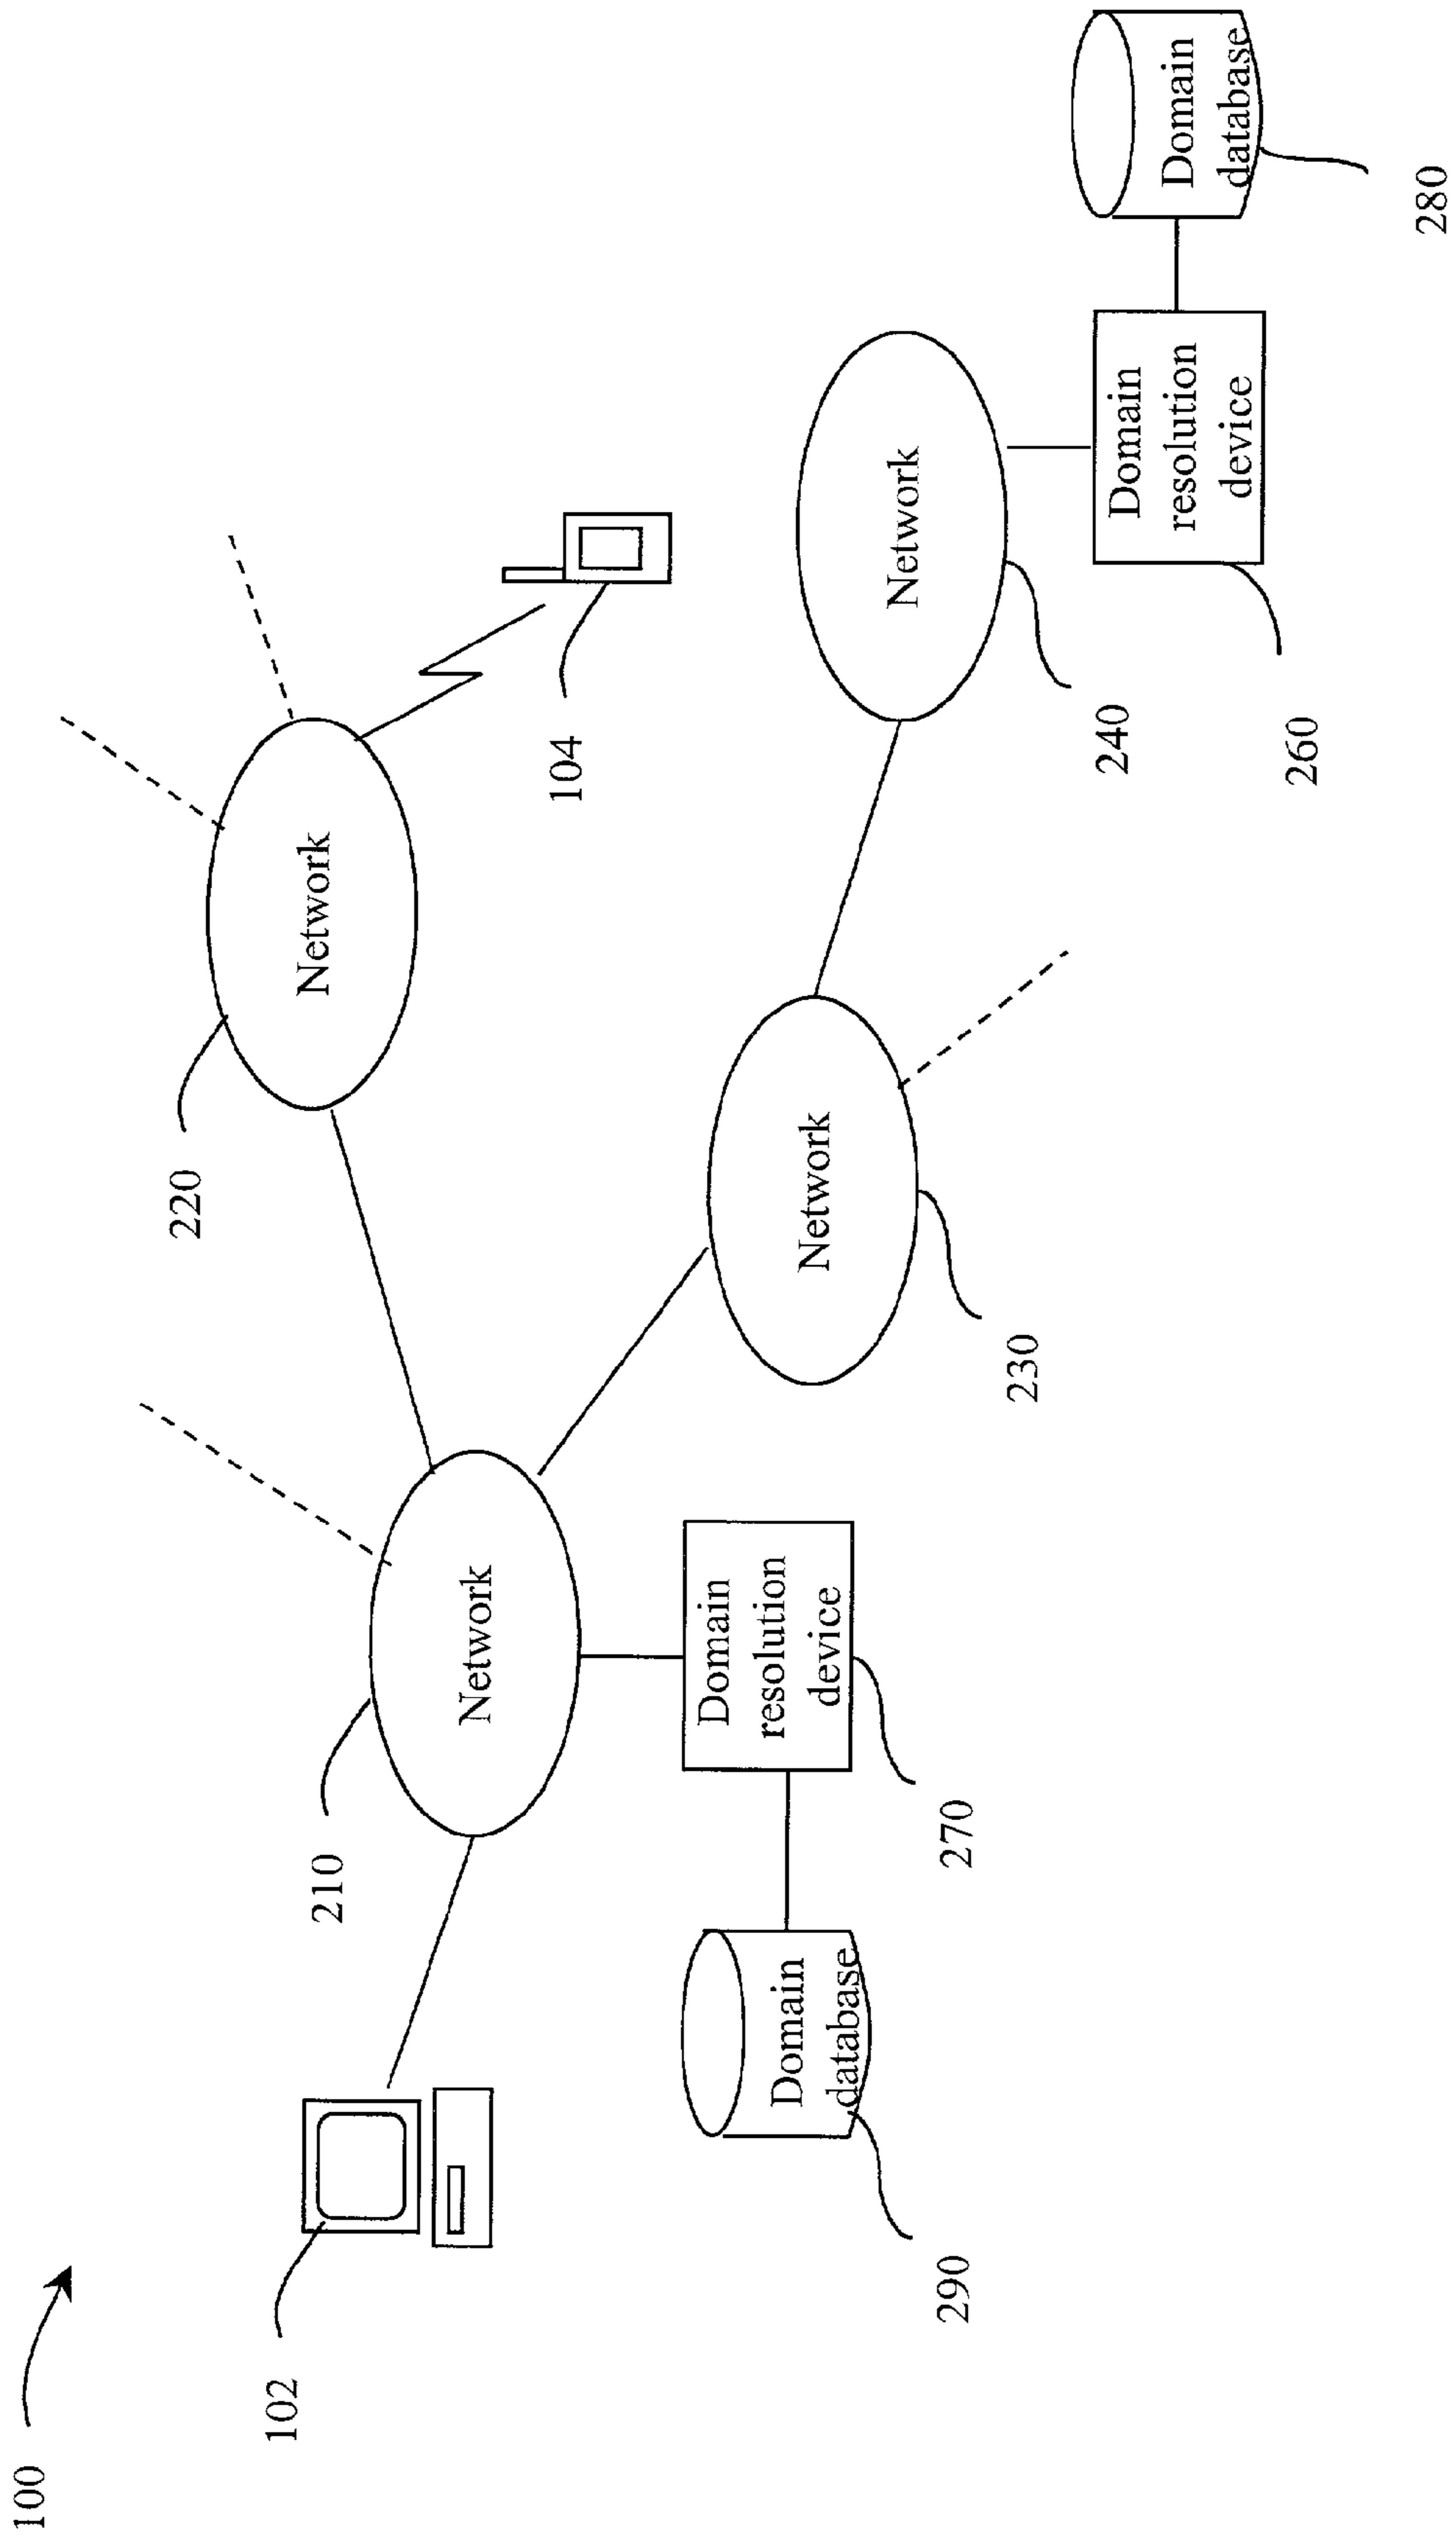 100
102
210
Network
220
Network
104
290
Domain
database
270
Domain
resolution
device
230
Network
240
Network
260
Domain
resolution
device
280
Domain
database